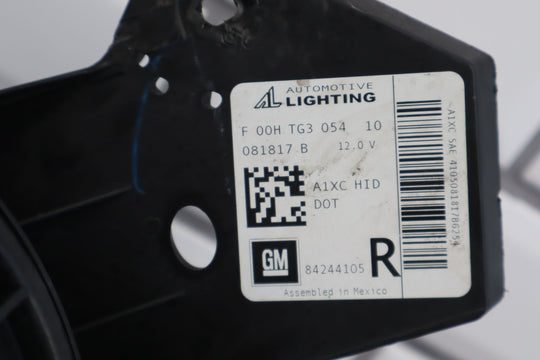 AUTOMOTIVE
LIGHTING
F 00H TG3 054 10
081817 B 12.0 V
A1XC HID
DOT
GM
84244105 R
Assembled in Mexico
A1XC SAE 4105081817B6254